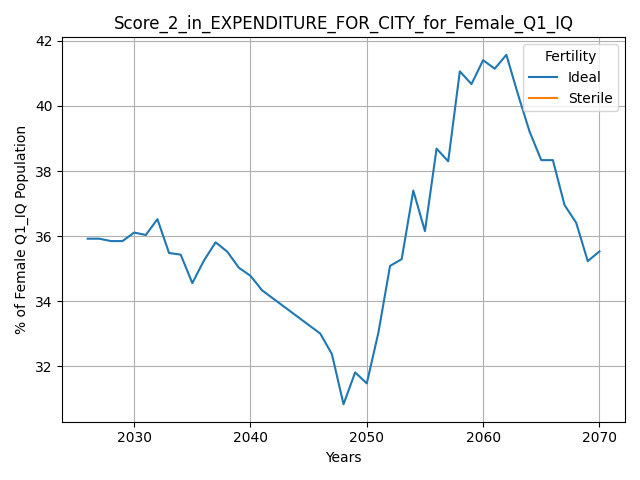 Score_2_in_EXPENDITURE_FOR_CITY_for_Female_Q1_IQ
Fertility
Ideal
Sterile
% of Female Q1_IQ Population
42
40
38
36
34
32
2030 2040 2050 2060 2070
Years